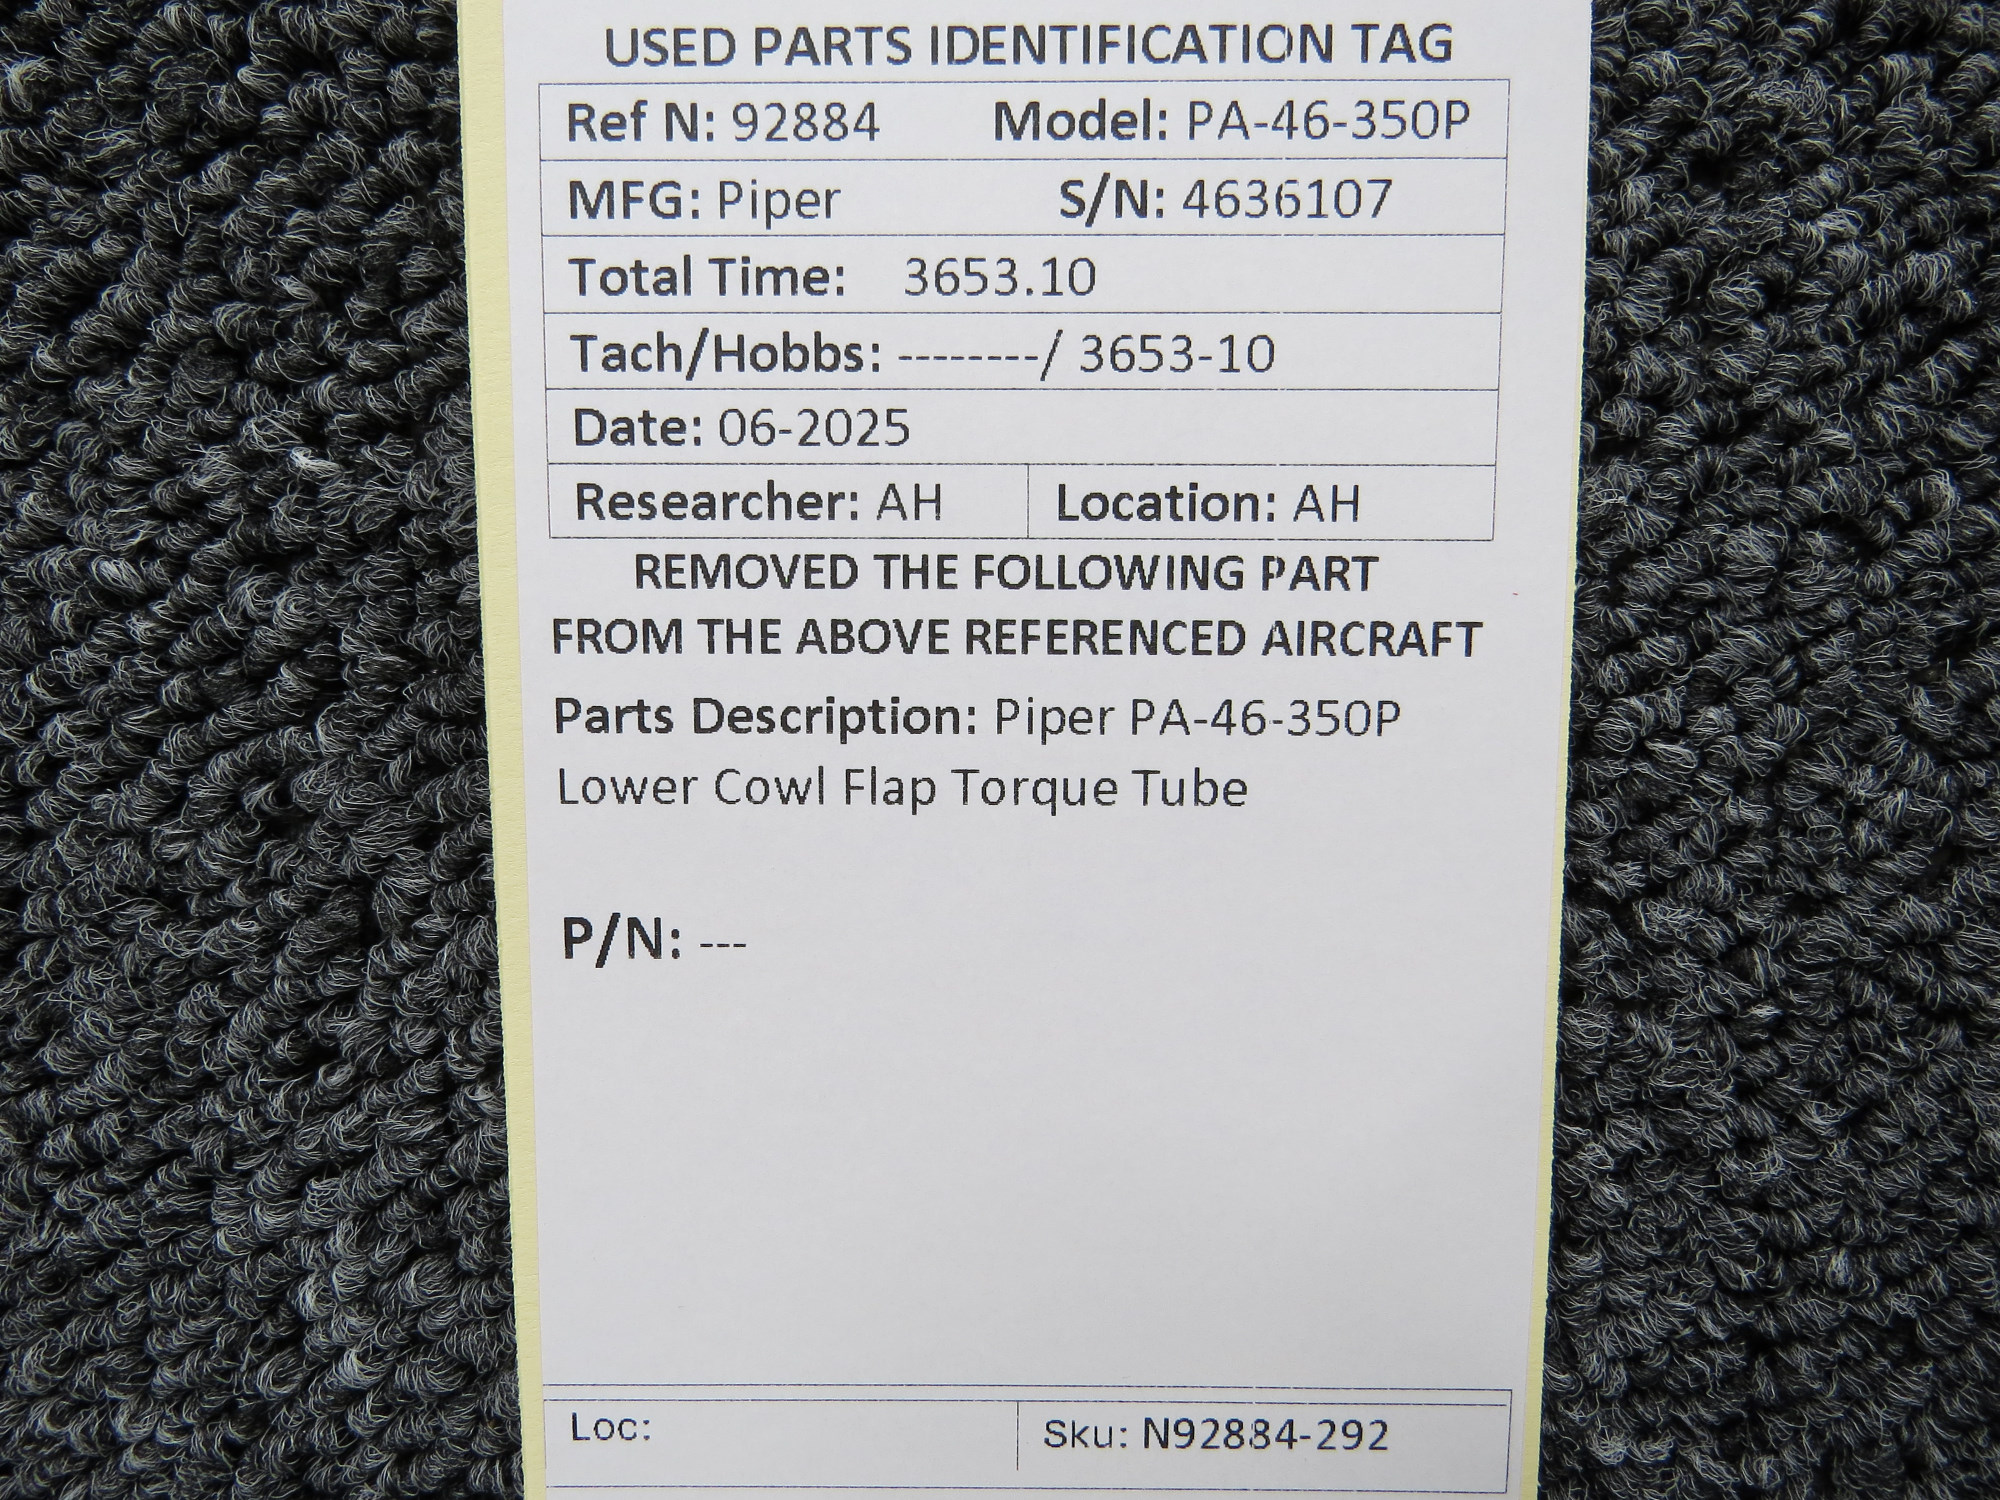 USED PARTS IDENTIFICATION TAG
Ref N: 92884 Model: PA-46-350P
MFG: Piper S/N: 4636107
Total Time: 3653.10
Tach/Hobbs: --------/ 3653-10
Date: 06-2025
Researcher: AH Location: AH
REMOVED THE FOLLOWING PART
FROM THE ABOVE REFERENCED AIRCRAFT
Parts Description: Piper PA-46-350P
Lower Cowl Flap Torque Tube
P/N: ---
Loc: Sku: N92884-292